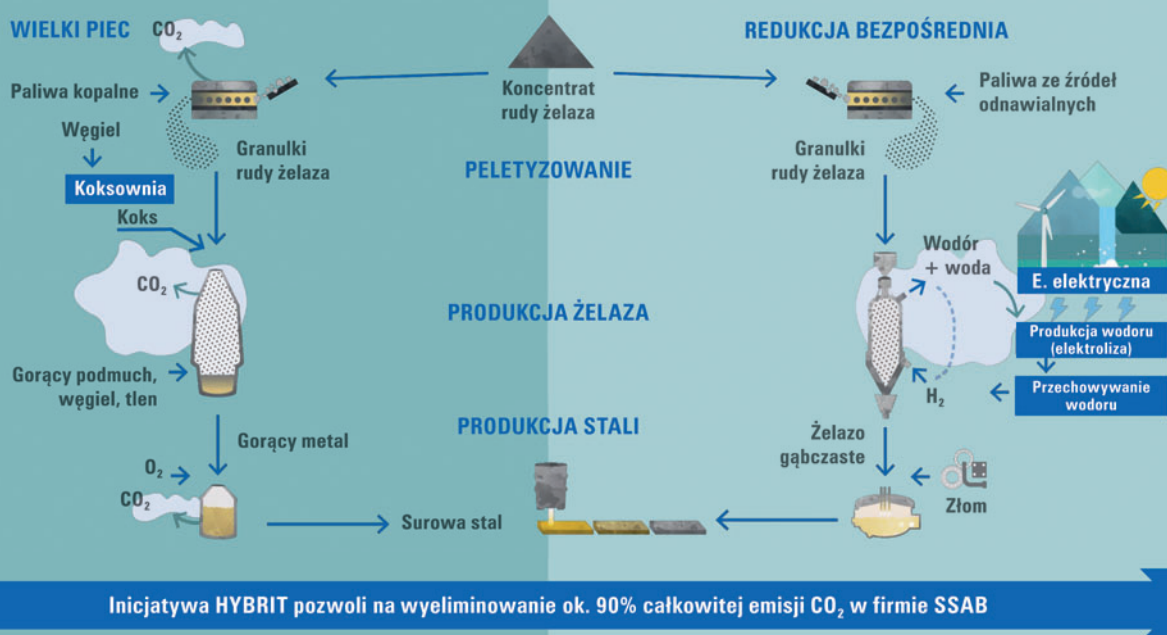 WIELKI PIEC
CO₂
REDUKCJA BEZPOŚREDNIA
Koncentrat
rudy żelaza
Paliwa kopalne
Paliwa ze źródeł
odnawialnych
Węgiel
Granulki
rudy żelaza
PELETYZOWANIE
Granulki
rudy żelaza
Koksownia
Koks
Wodór
+ woda
E. elektryczna
CO₂
PRODUKCJA ŻELAZA
Produkcja wodoru
(elektroliza)
Gorący podmuch,
węgiel, tlen
H₂
Przechowywanie
wodoru
PRODUKCJA STALI
Gorący metal
Żelazo
gąbczaste
O₂
CO₂
Złom
Surowa stal
Inicjatywa HYBRIT pozwoli na wyeliminowanie ok. 90% całkowitej emisji CO₂ w firmie SSAB